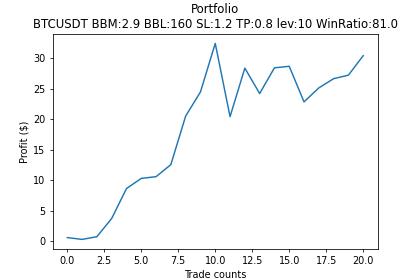 Portfolio
BTCUSDT BBM:2.9 BBL:160 SL:1.2 TP:0.8 lev:10 WinRatio:81.0
30
25
20
15
10
5
0
Profit ($)
0.0 2.5 5.0 7.5 10.0 12.5 15.0 17.5 20.0
Trade counts